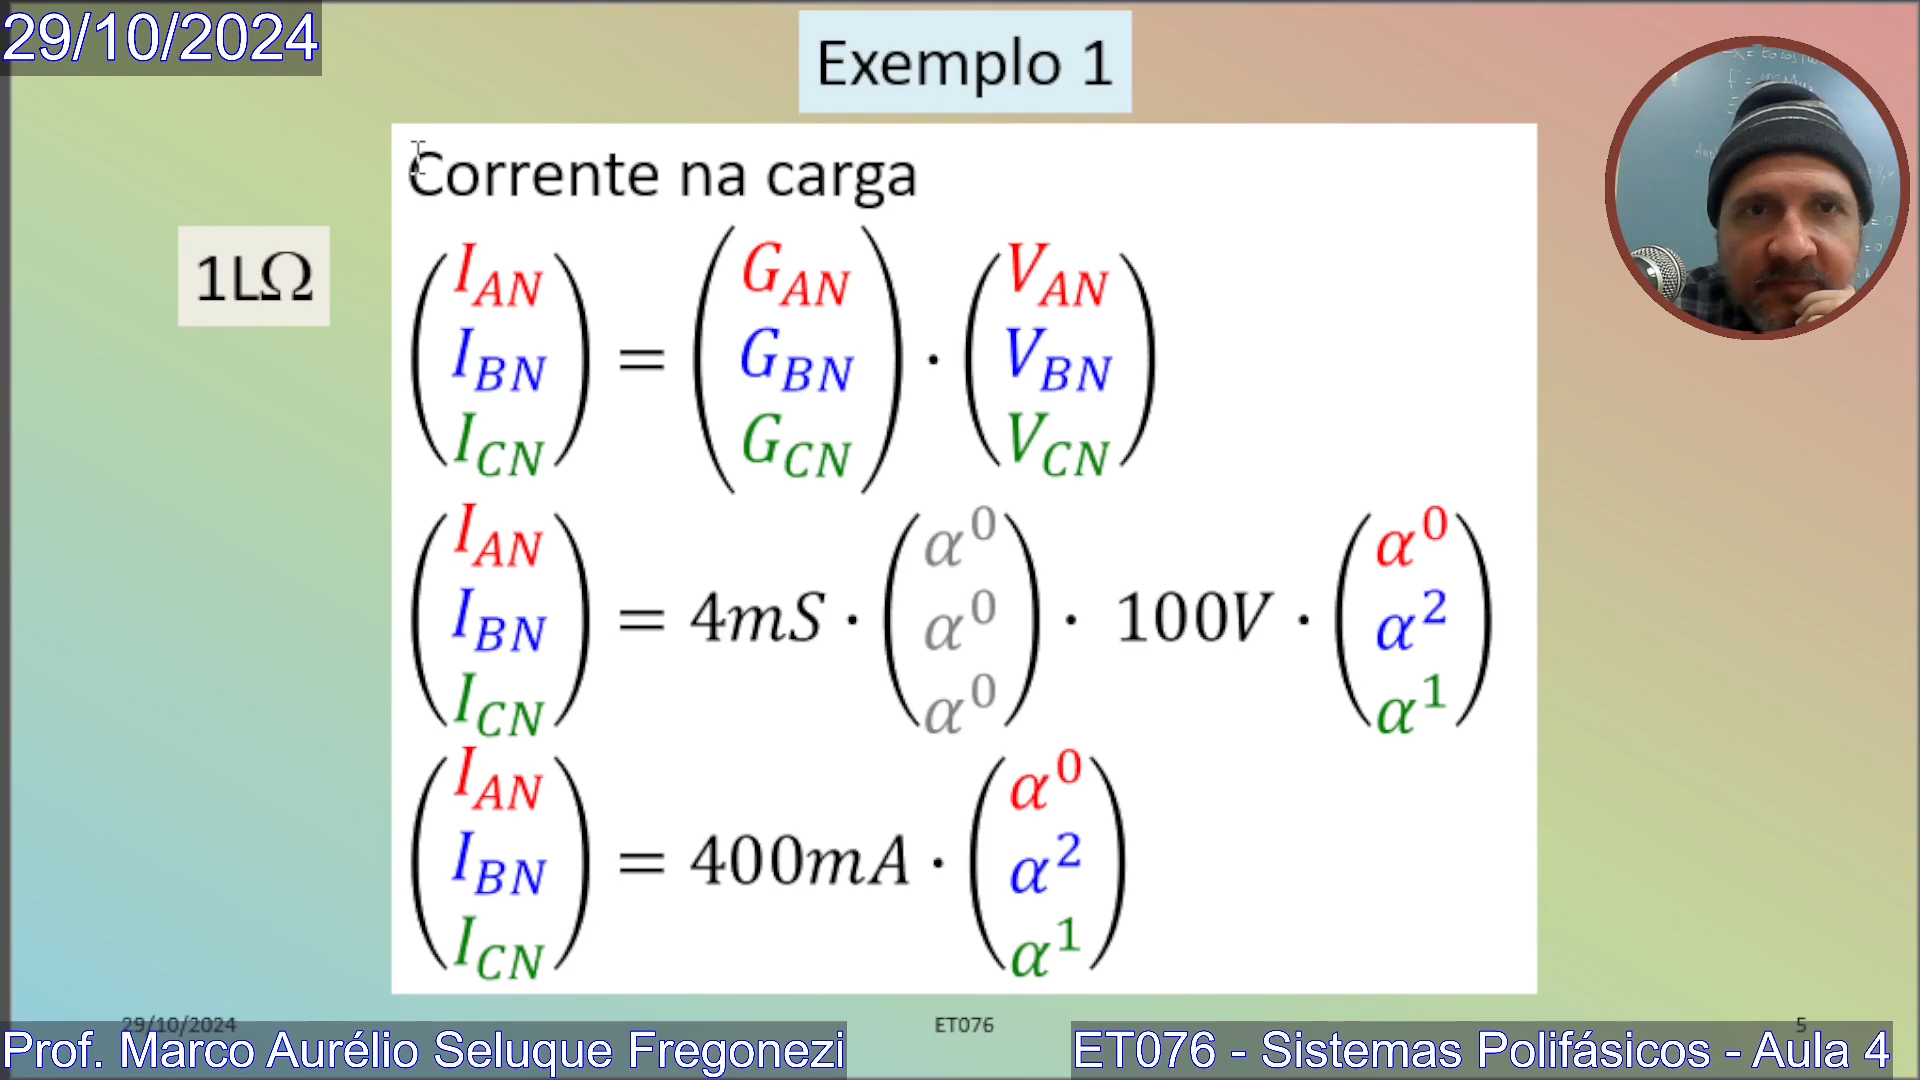 29/10/2024
Exemplo 1
Corrente na carga
1LΩ
(I_AN I_BN I_CN) = (G_AN G_BN G_CN) · (V_AN V_BN V_CN)
(I_AN I_BN I_CN) = 4mS · (α^0 α^0 α^0) · 100V · (α^0 α^2 α^1)
(I_AN I_BN I_CN) = 400mA · (α^0 α^2 α^1)
29/10/2024
ET076
5
Prof. Marco Aurélio Seluque Fregonezi
ET076 - Sistemas Polifásicos - Aula 4